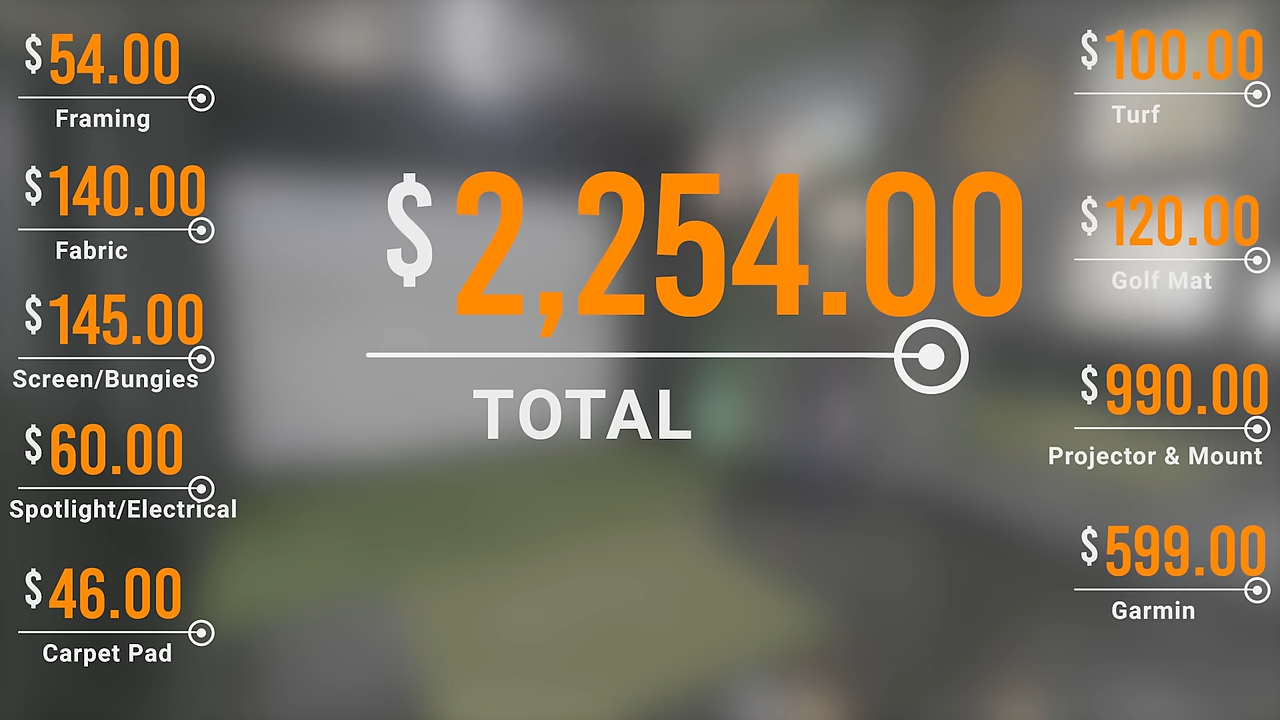 $54.00
Framing
$140.00
Fabric
$145.00
Screen/Bungies
$60.00
Spotlight/Electrical
$46.00
Carpet Pad
$2,254.00
TOTAL
$100.00
Turf
$120.00
Golf Mat
$990.00
Projector & Mount
$599.00
Garmin